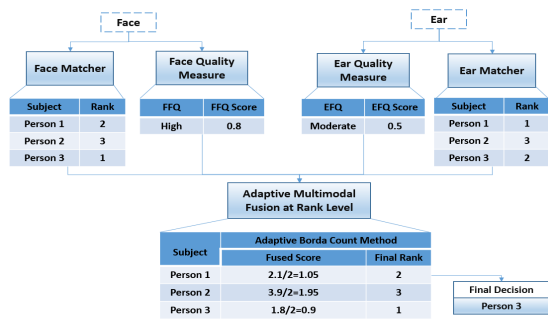 Face
Ear
Face Matcher
Face Quality
Measure
Ear Quality
Measure
Ear Matcher
Subject Rank
Person 1 2
Person 2 3
Person 3 1
FFQ FFQ Score
High 0.8
EFQ EFQ Score
Moderate 0.5
Subject Rank
Person 1 1
Person 2 3
Person 3 2
Adaptive Multimodal
Fusion at Rank Level
Subject Adaptive Borda Count Method
Fused Score Final Rank
Person 1 2.1/2=1.05 2
Person 2 3.9/2=1.95 3
Person 3 1.8/2=0.9 1
Final Decision
Person 3